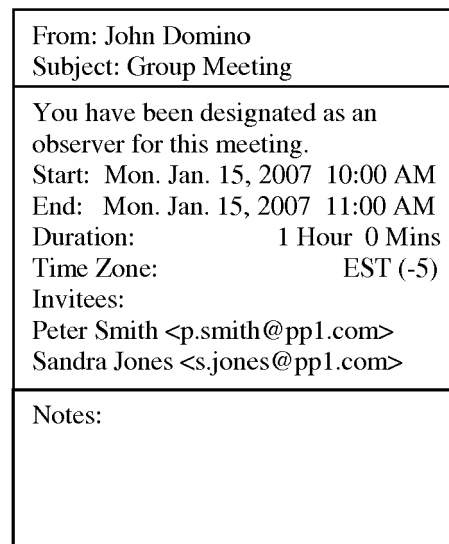 From: John Domino
Subject: Group Meeting
You have been designated as an
observer for this meeting.
Start: Mon. Jan. 15, 2007 10:00 AM
End: Mon. Jan. 15, 2007 11:00 AM
Duration: 1 Hour 0 Mins
Time Zone: EST (-5)
Invitees:
Peter Smith <p.smith@pp1.com>
Sandra Jones <s.jones@pp1.com>
Notes: